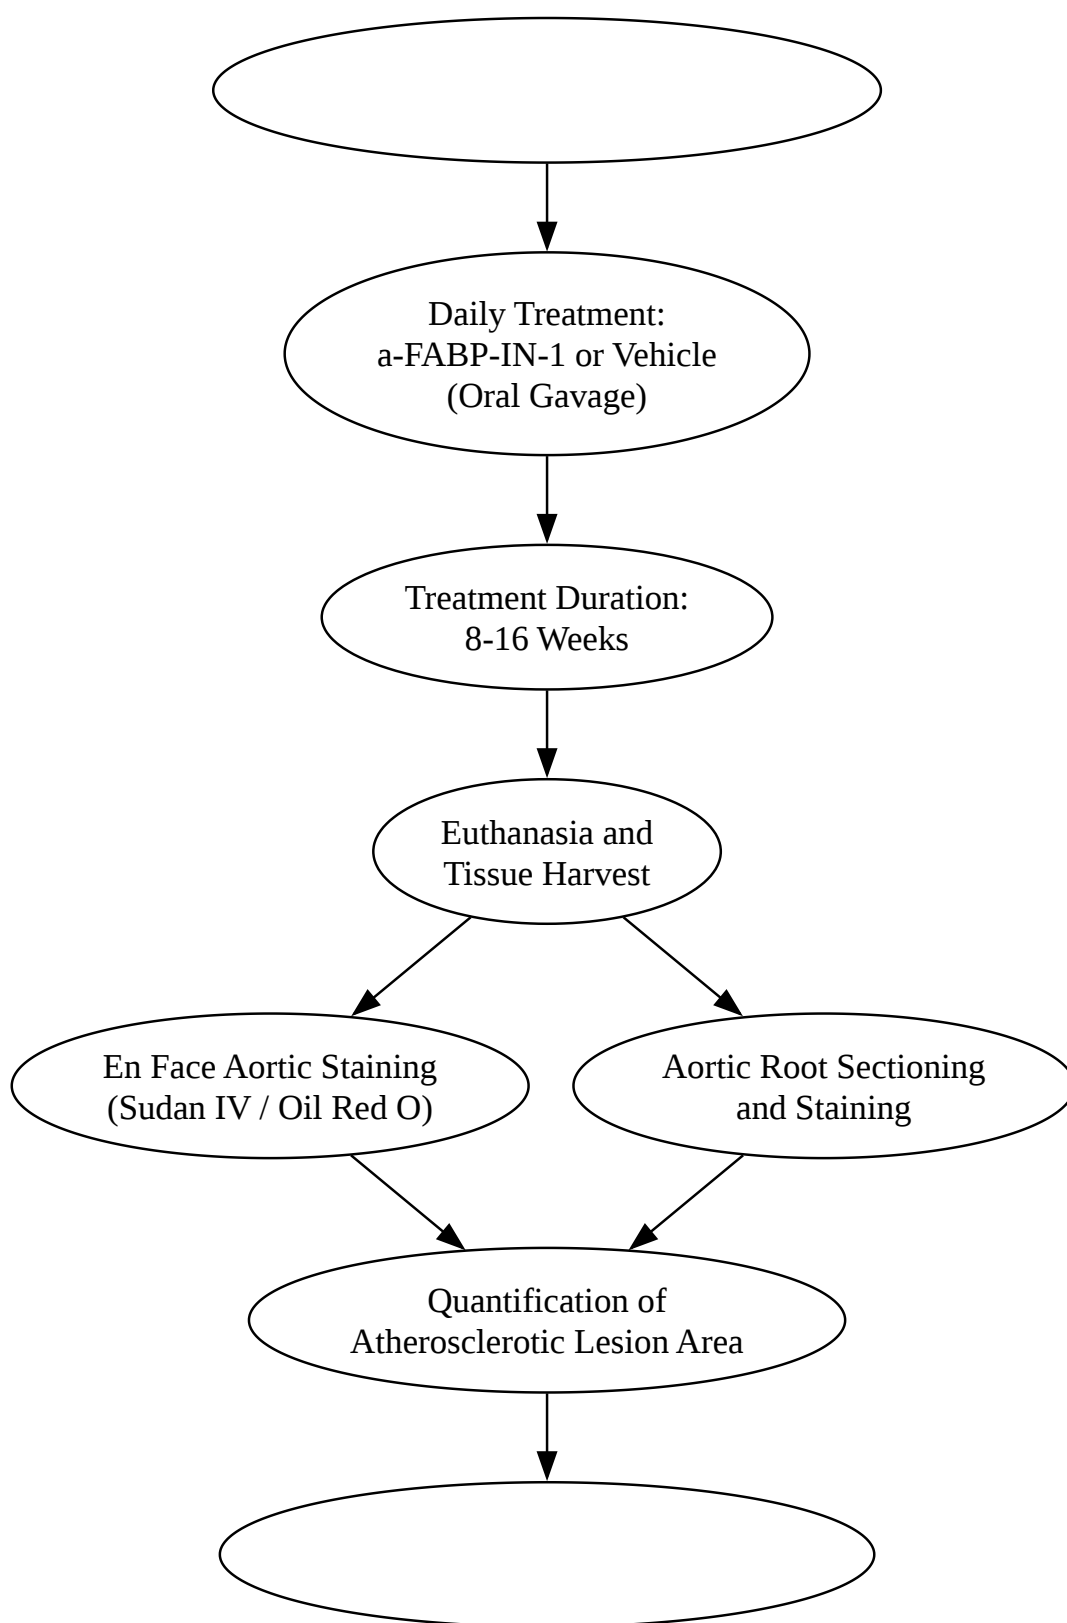 Daily Treatment:
a-FABP-IN-1 or Vehicle
(Oral Gavage)
Treatment Duration:
8-16 Weeks
Euthanasia and
Tissue Harvest
En Face Aortic Staining
(Sudan IV / Oil Red O)
Aortic Root Sectioning
and Staining
Quantification of
Atherosclerotic Lesion Area